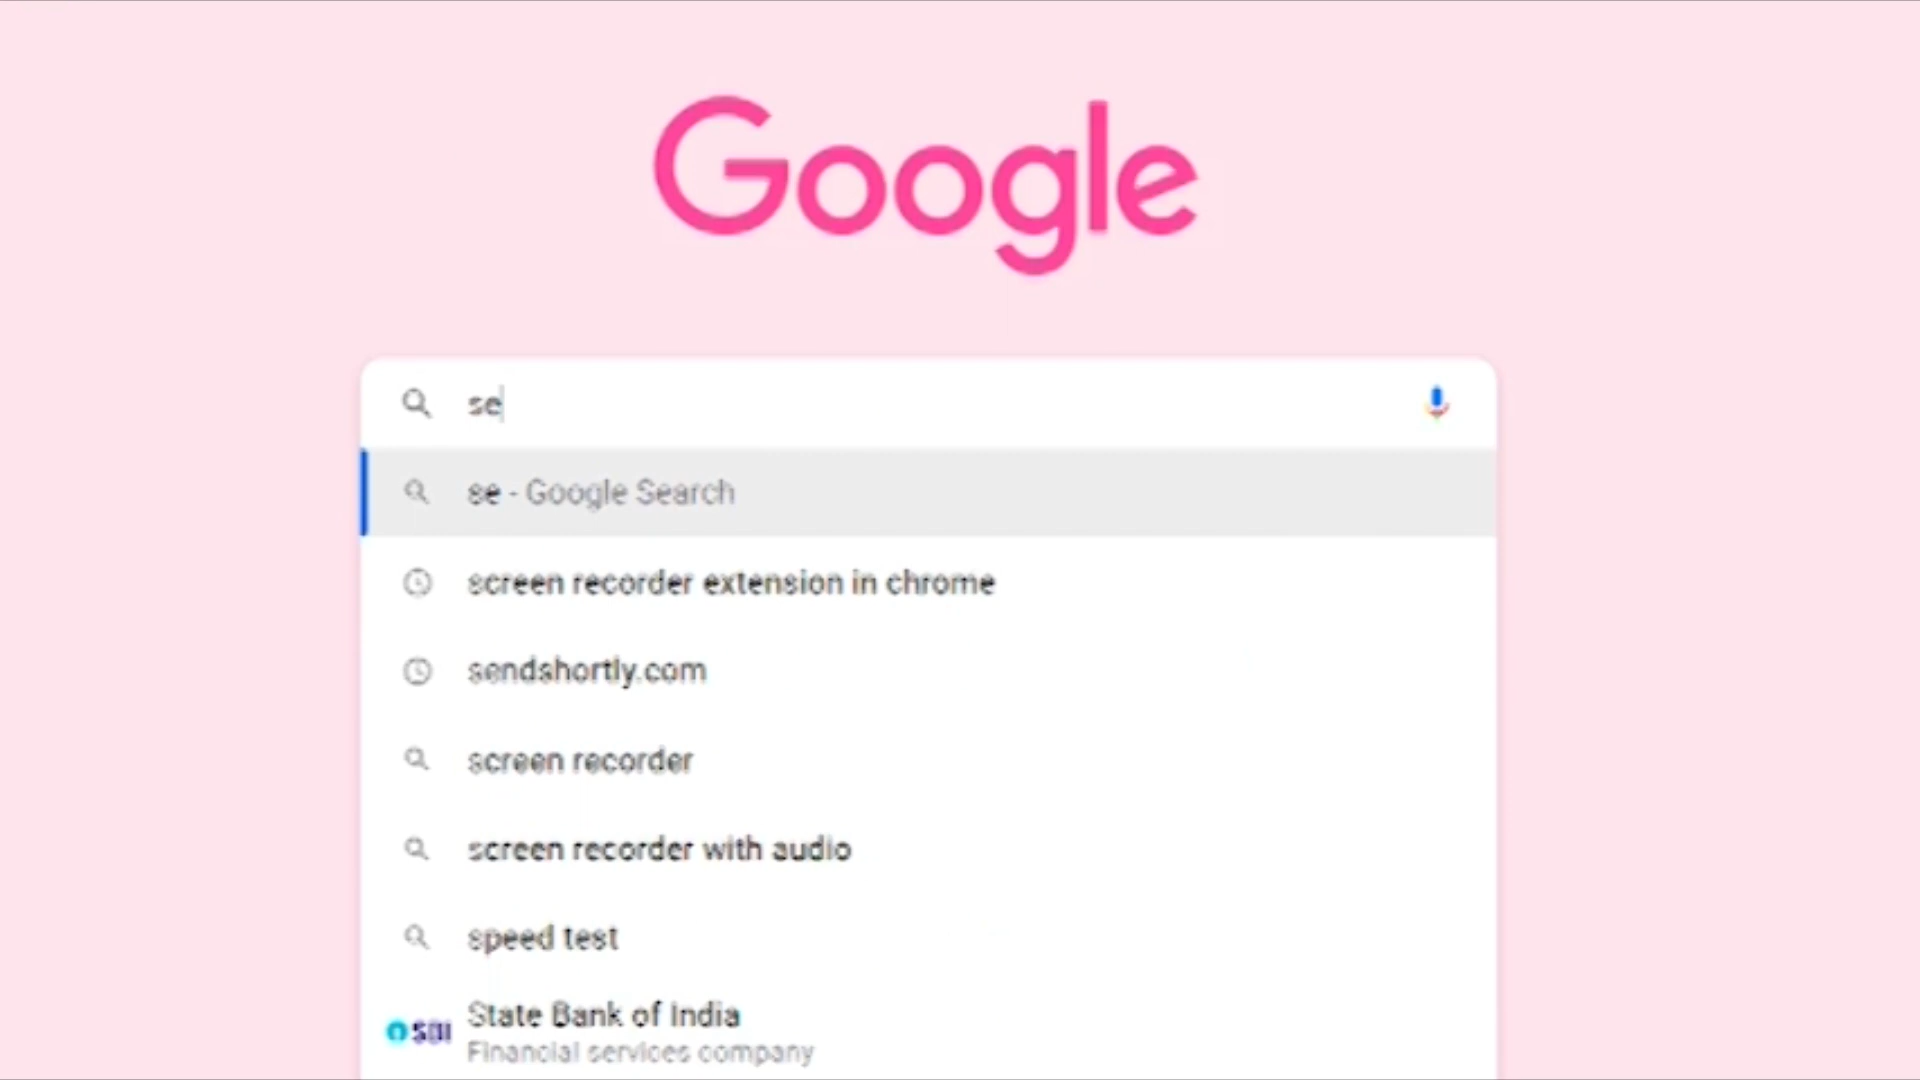 Google
se
se - Google Search
screen recorder extension in chrome
sendshortly.com
screen recorder
screen recorder with audio
speed test
SBI
State Bank of India
Financial services company